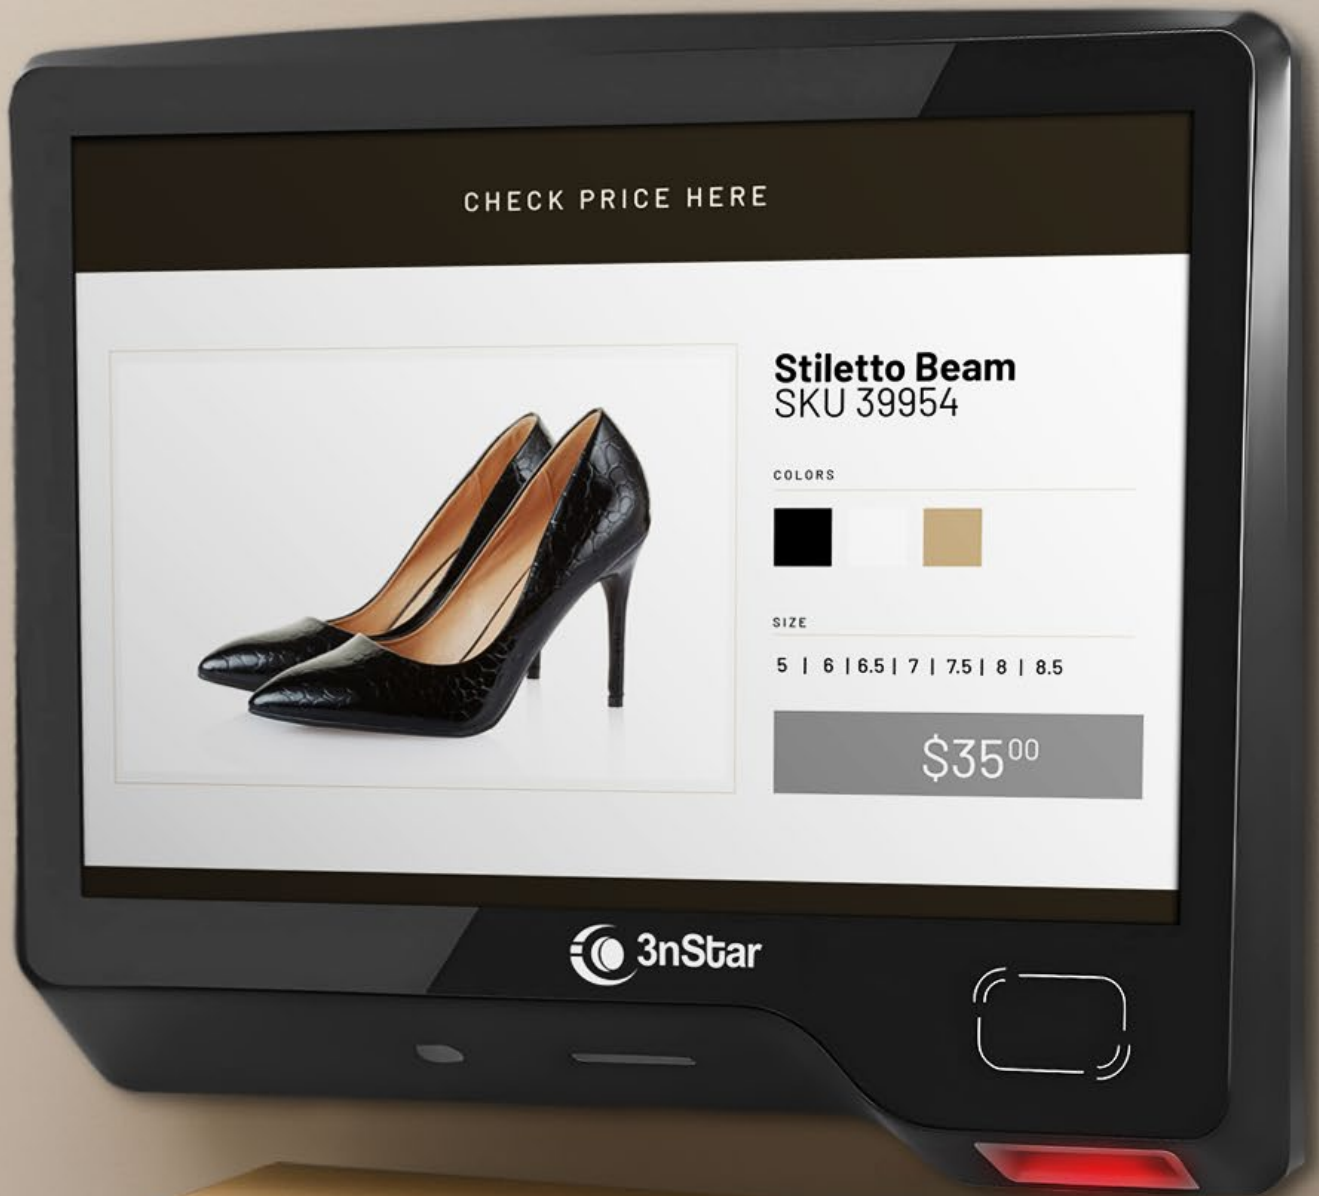 CHECK PRICE HERE
Stiletto Beam
SKU 39954
COLORS
SIZE
5 | 6 | 6.5 | 7 | 7.5 | 8 | 8.5
$35⁰⁰
3nStar